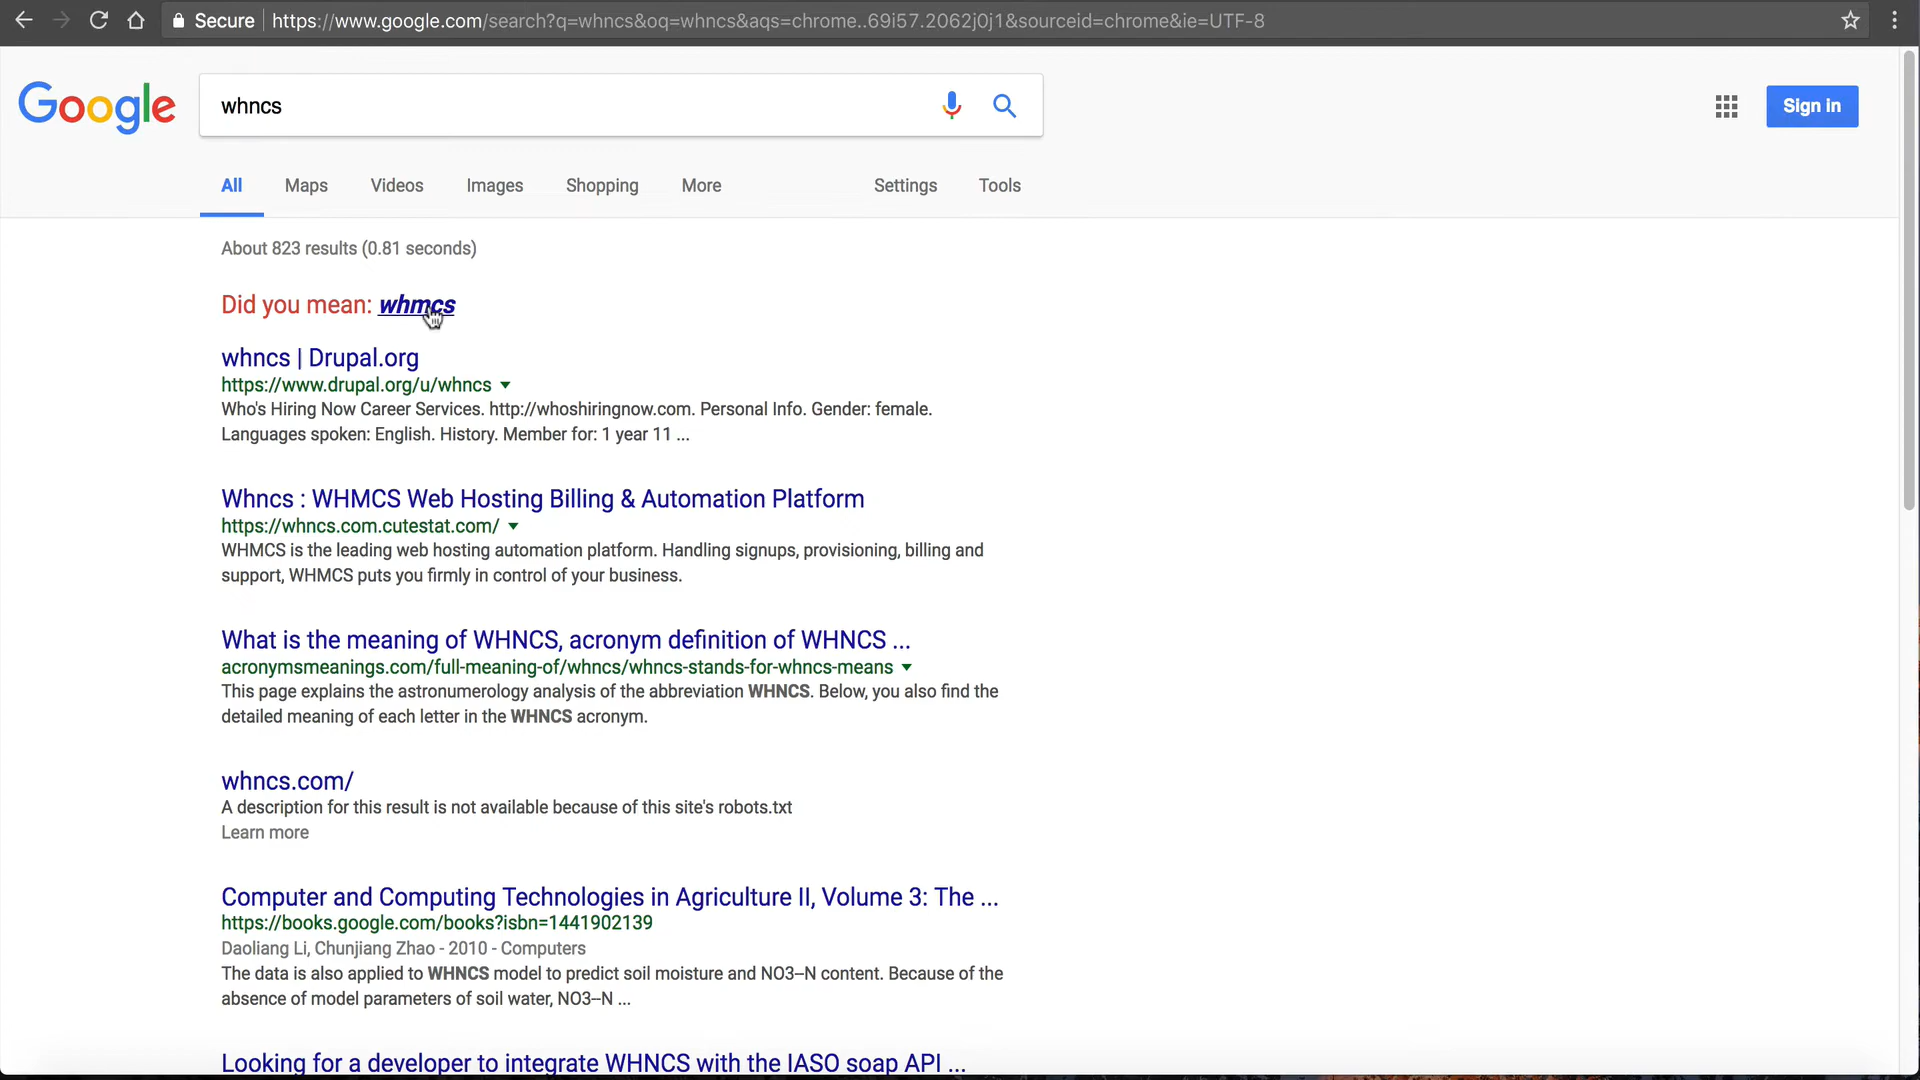 Secure https://www.google.com/search?q=whncs&oq=whncs&aqs=chrome..69i57.2062j0j1&sourceid=chrome&ie=UTF-8
Google whncs Sign in
All Maps Videos Images Shopping More Settings Tools
About 823 results (0.81 seconds)
Did you mean: whmcs
whncs | Drupal.org
https://www.drupal.org/u/whncs
Who's Hiring Now Career Services. http://whoshiringnow.com. Personal Info. Gender: female.
Languages spoken: English. History. Member for: 1 year 11 ...
Whncs : WHMCS Web Hosting Billing & Automation Platform
https://whncs.com.cutestat.com/
WHMCS is the leading web hosting automation platform. Handling signups, provisioning, billing and
support, WHMCS puts you firmly in control of your business.
What is the meaning of WHNCS, acronym definition of WHNCS ...
acronymsmeanings.com/full-meaning-of/whncs/whncs-stands-for-whncs-means
This page explains the astronumerology analysis of the abbreviation WHNCS. Below, you also find the
detailed meaning of each letter in the WHNCS acronym.
whncs.com/
A description for this result is not available because of this site's robots.txt
Learn more
Computer and Computing Technologies in Agriculture II, Volume 3: The ...
https://books.google.com/books?isbn=1441902139
Daoliang Li, Chunjiang Zhao - 2010 - Computers
The data is also applied to WHNCS model to predict soil moisture and NO3--N content. Because of the
absence of model parameters of soil water, NO3--N ...
Looking for a developer to integrate WHNCS with the IASO soap API ...